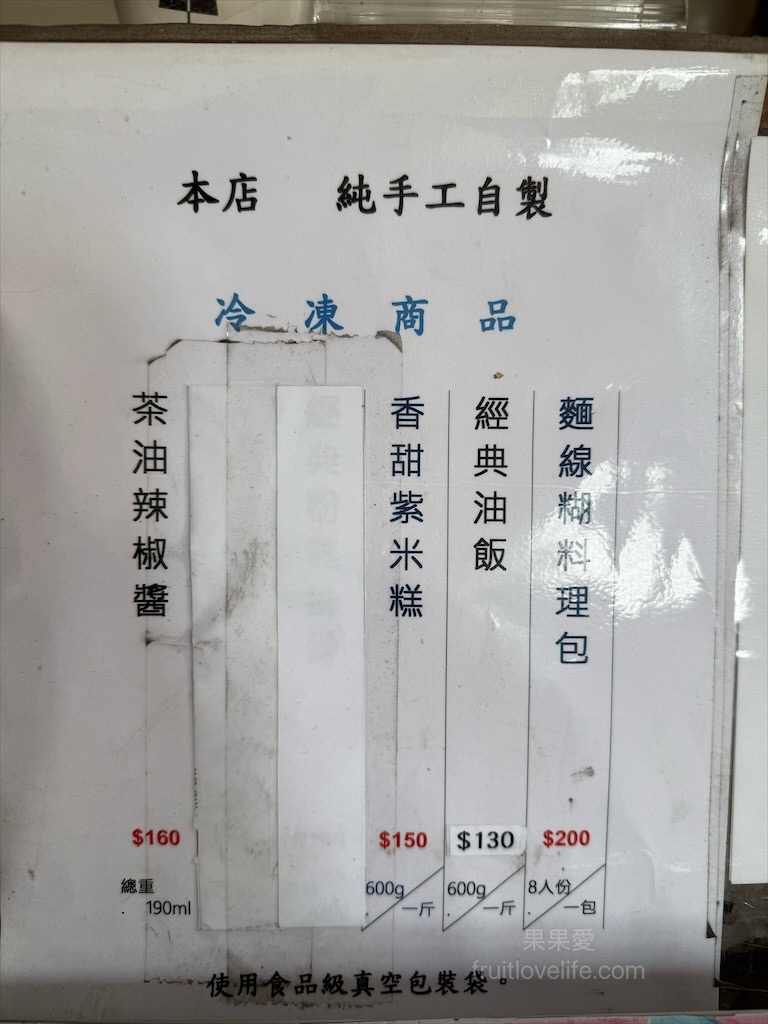 本店 純手工自製
冷凍商品
麵線糊料理包
$200
8人份
一包
經典油飯
$130
600g
一斤
香甜紫米糕
$150
600g
一斤
茶油辣椒醬
$160
總重
190ml
使用食品級真空包裝袋。
果果愛
fruitlovelife.com